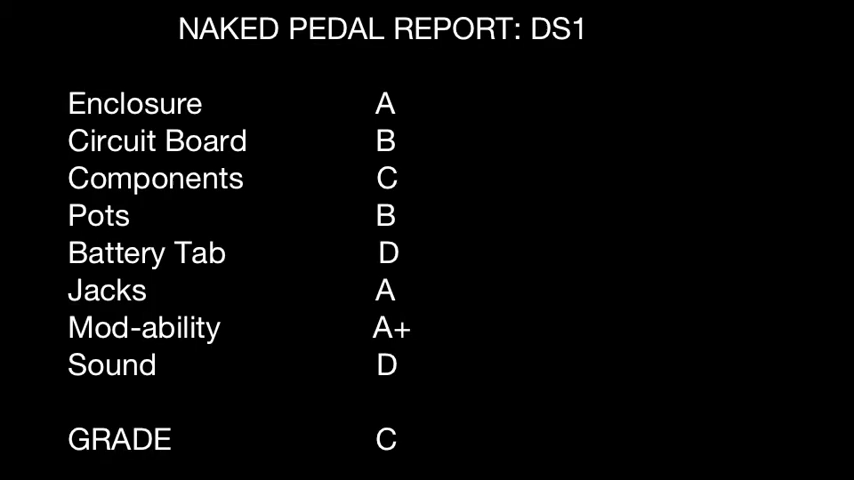 NAKED PEDAL REPORT: DS1
Enclosure A
Circuit Board B
Components C
Pots B
Battery Tab D
Jacks A
Mod-ability A+
Sound D
GRADE C